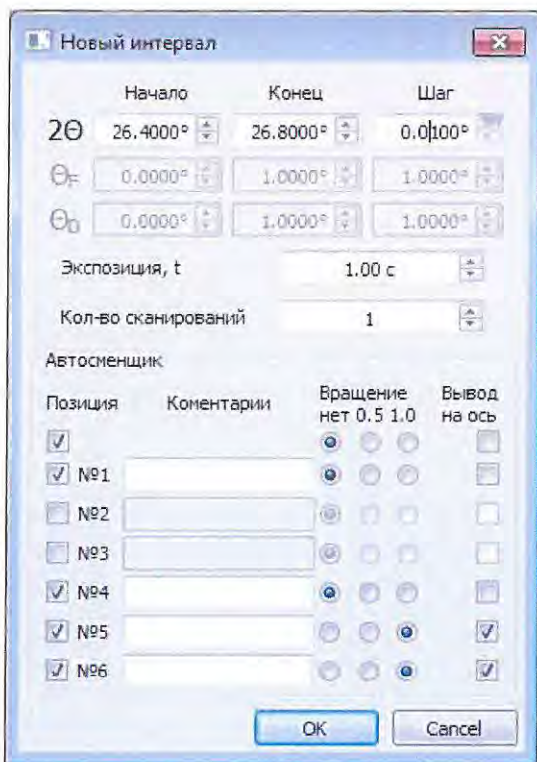 Новый интервал
Начало Конец Шаг
2Θ 26.4000° 26.8000° 0.0100°
ΘF 0.0000° 1.0000° 1.0000°
ΘD 0.0000° 1.0000° 1.0000°
Экспозиция, t 1.00 с
Кол-во сканирований 1
Автосменщик
Позиция Коментарии Вращение Вывод
нет 0.5 1.0 на ось
№1
№2
№3
№4
№5
№6
OK Cancel